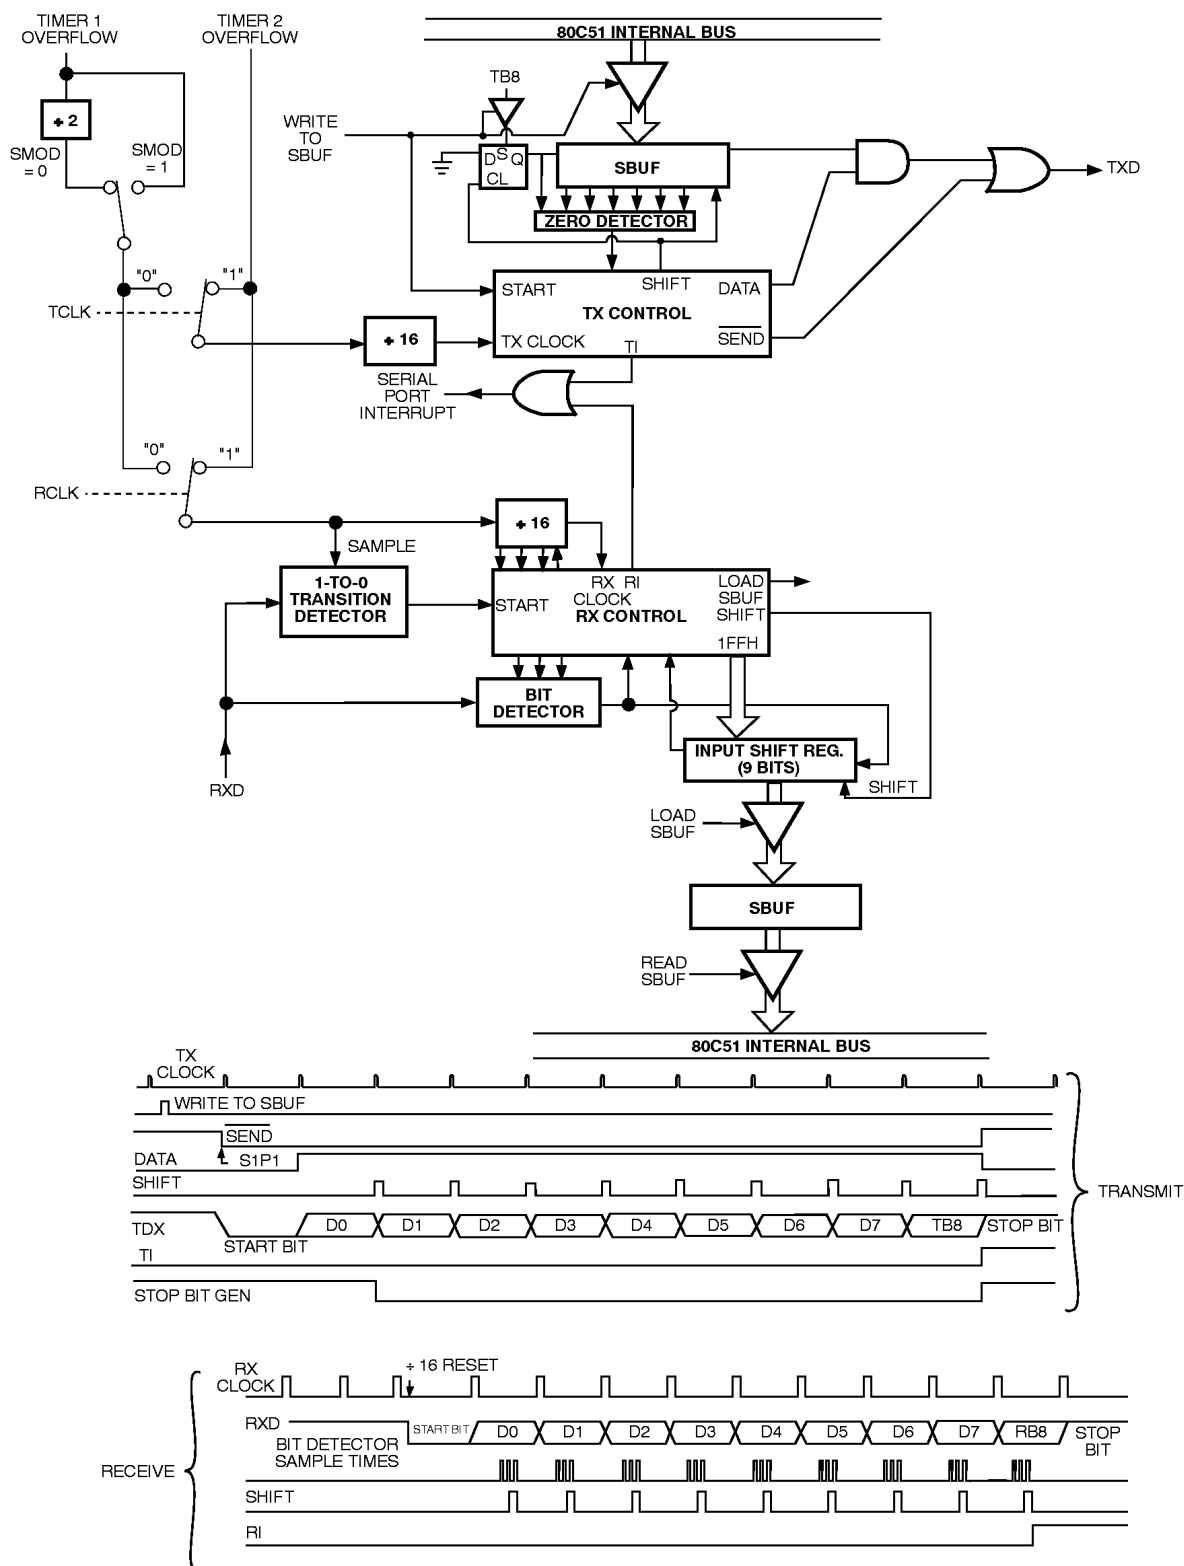 TIMER 1
OVERFLOW
TIMER 2
OVERFLOW
80C51 INTERNAL BUS
TB8
÷ 2
WRITE
TO
SBUF
SMOD
= 0
SMOD
= 1
D S Q
CL
SBUF
TXD
ZERO DETECTOR
"0"
"1"
TCLK
START
SHIFT
DATA
TX CONTROL
÷ 16
TX CLOCK
TI
SEND
SERIAL
PORT
INTERRUPT
"0"
"1"
RCLK
÷ 16
SAMPLE
1-TO-0
TRANSITION
DETECTOR
START
RX
CLOCK
RI
RX CONTROL
LOAD
SBUF
SHIFT
1FFH
BIT
DETECTOR
INPUT SHIFT REG.
(9 BITS)
RXD
SHIFT
LOAD
SBUF
SBUF
READ
SBUF
80C51 INTERNAL BUS
TX
CLOCK
WRITE TO SBUF
SEND
DATA
S1P1
SHIFT
TRANSMIT
TDX
START BIT
D0
D1
D2
D3
D4
D5
D6
D7
TB8
STOP BIT
TI
STOP BIT GEN
RX
CLOCK
÷ 16 RESET
RXD
START BIT
D0
D1
D2
D3
D4
D5
D6
D7
RB8
STOP
BIT
BIT DETECTOR
SAMPLE TIMES
RECEIVE
SHIFT
RI